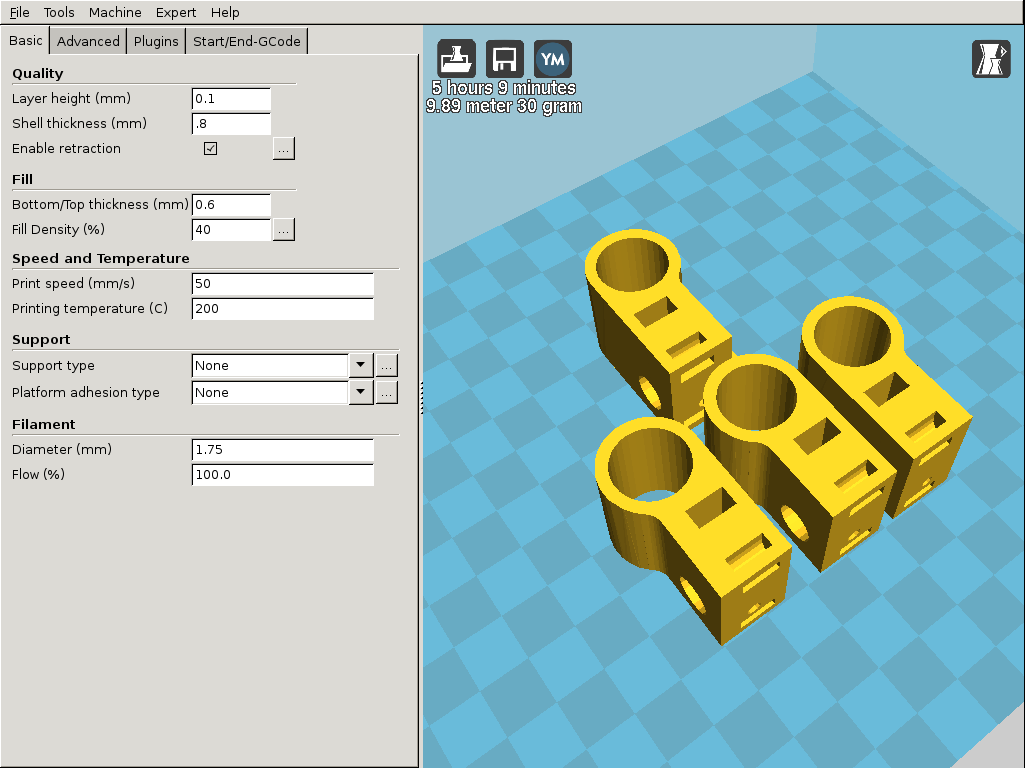 File Tools Machine Expert Help
Basic Advanced Plugins Start/End-GCode
Quality
Layer height (mm) 0.1
Shell thickness (mm) .8
Enable retraction ...
Fill
Bottom/Top thickness (mm) 0.6
Fill Density (%) 40 ...
Speed and Temperature
Print speed (mm/s) 50
Printing temperature (C) 200
Support
Support type None ...
Platform adhesion type None ...
Filament
Diameter (mm) 1.75
Flow (%) 100.0
YM
5 hours 9 minutes
9.89 meter 30 gram